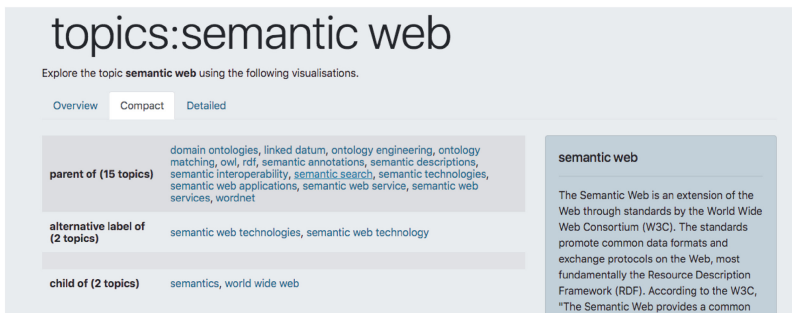 topics:semantic web
Explore the topic semantic web using the following visualisations.
Overview Compact Detailed
parent of (15 topics)
domain ontologies, linked datum, ontology engineering, ontology
matching, owl, rdf, semantic annotations, semantic descriptions,
semantic interoperability, semantic search, semantic technologies,
semantic web applications, semantic web service, semantic web
services, wordnet
alternative label of
(2 topics)
semantic web technologies, semantic web technology
child of (2 topics)
semantics, world wide web
semantic web
The Semantic Web is an extension of the
Web through standards by the World Wide
Web Consortium (W3C). The standards
promote common data formats and
exchange protocols on the Web, most
fundamentally the Resource Description
Framework (RDF). According to the W3C,
"The Semantic Web provides a common